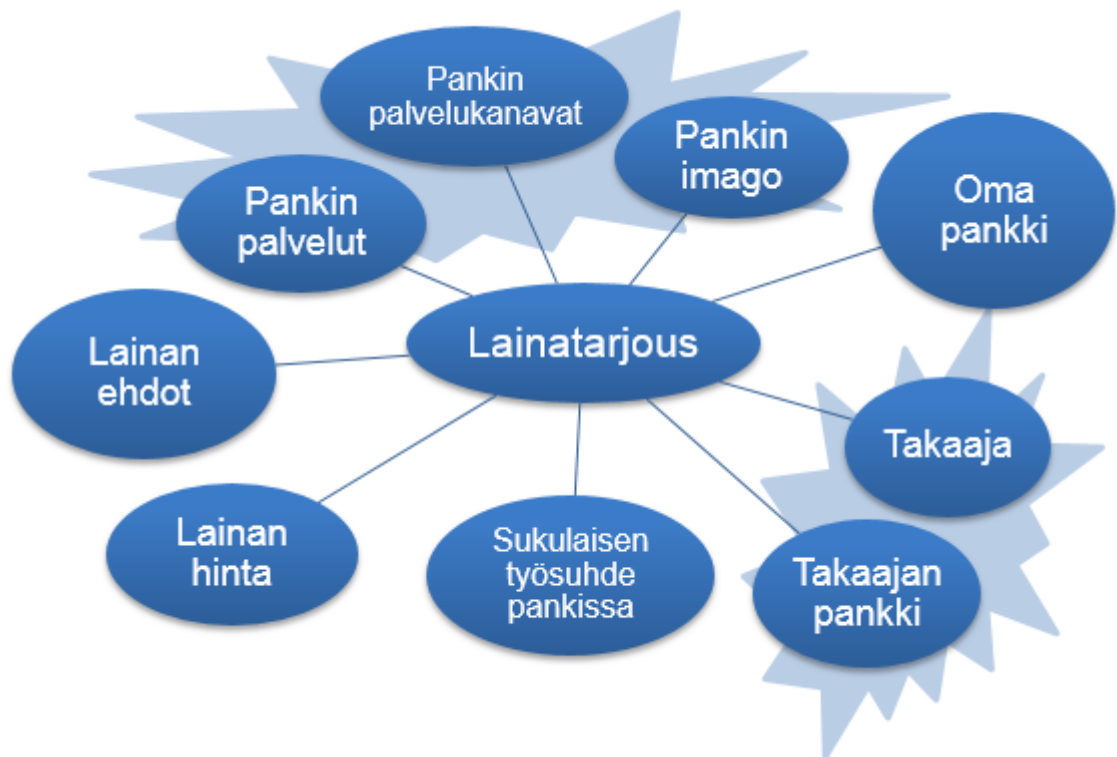 Pankin
palvelukanavat
Pankin
imago
Oma
pankki
Pankin
palvelut
Lainatarjous
Lainan
ehdot
Takaaja
Lainan
hinta
Sukulaisen
työsuhde
pankissa
Takaajan
pankki